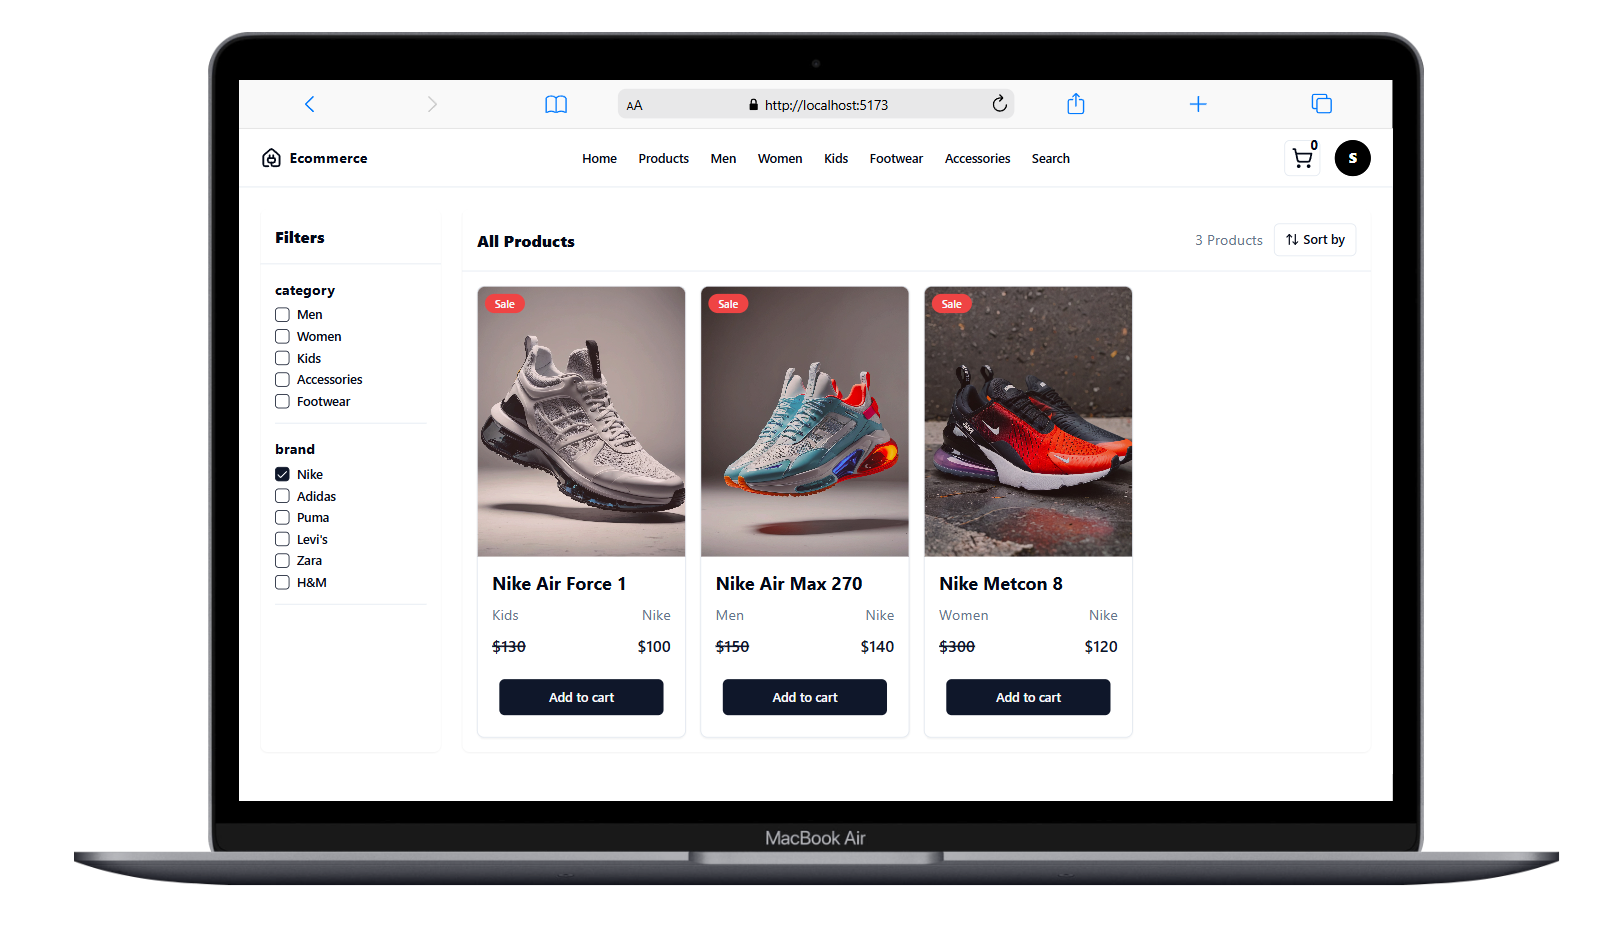 AA http://localhost:5173
Ecommerce Home Products Men Women Kids Footwear Accessories Search 0 S
Filters
category
Men
Women
Kids
Accessories
Footwear
brand
Nike
Adidas
Puma
Levi's
Zara
H&M
All Products 3 Products Sort by
Sale
Nike Air Force 1
Kids Nike
$130 $100
Add to cart
Sale
Nike Air Max 270
Men Nike
$150 $140
Add to cart
Sale
Nike Metcon 8
Women Nike
$300 $120
Add to cart
MacBook Air